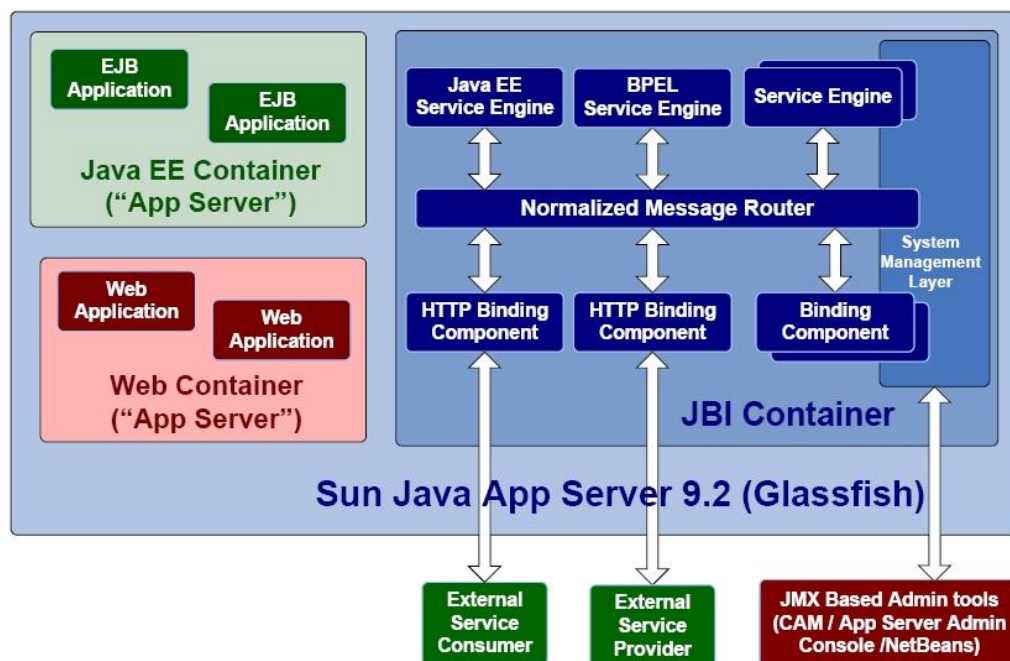 EJB
Application
EJB
Application
Java EE Container
(“App Server”)
Web
Application
Web
Application
Web Container
(“App Server”)
Java EE
Service Engine
BPEL
Service Engine
Service Engine
Normalized Message Router
System
Management
Layer
HTTP Binding
Component
HTTP Binding
Component
Binding
Component
JBI Container
Sun Java App Server 9.2 (Glassfish)
External
Service
Consumer
External
Service
Provider
JMX Based Admin tools
(CAM / App Server Admin
Console /NetBeans)